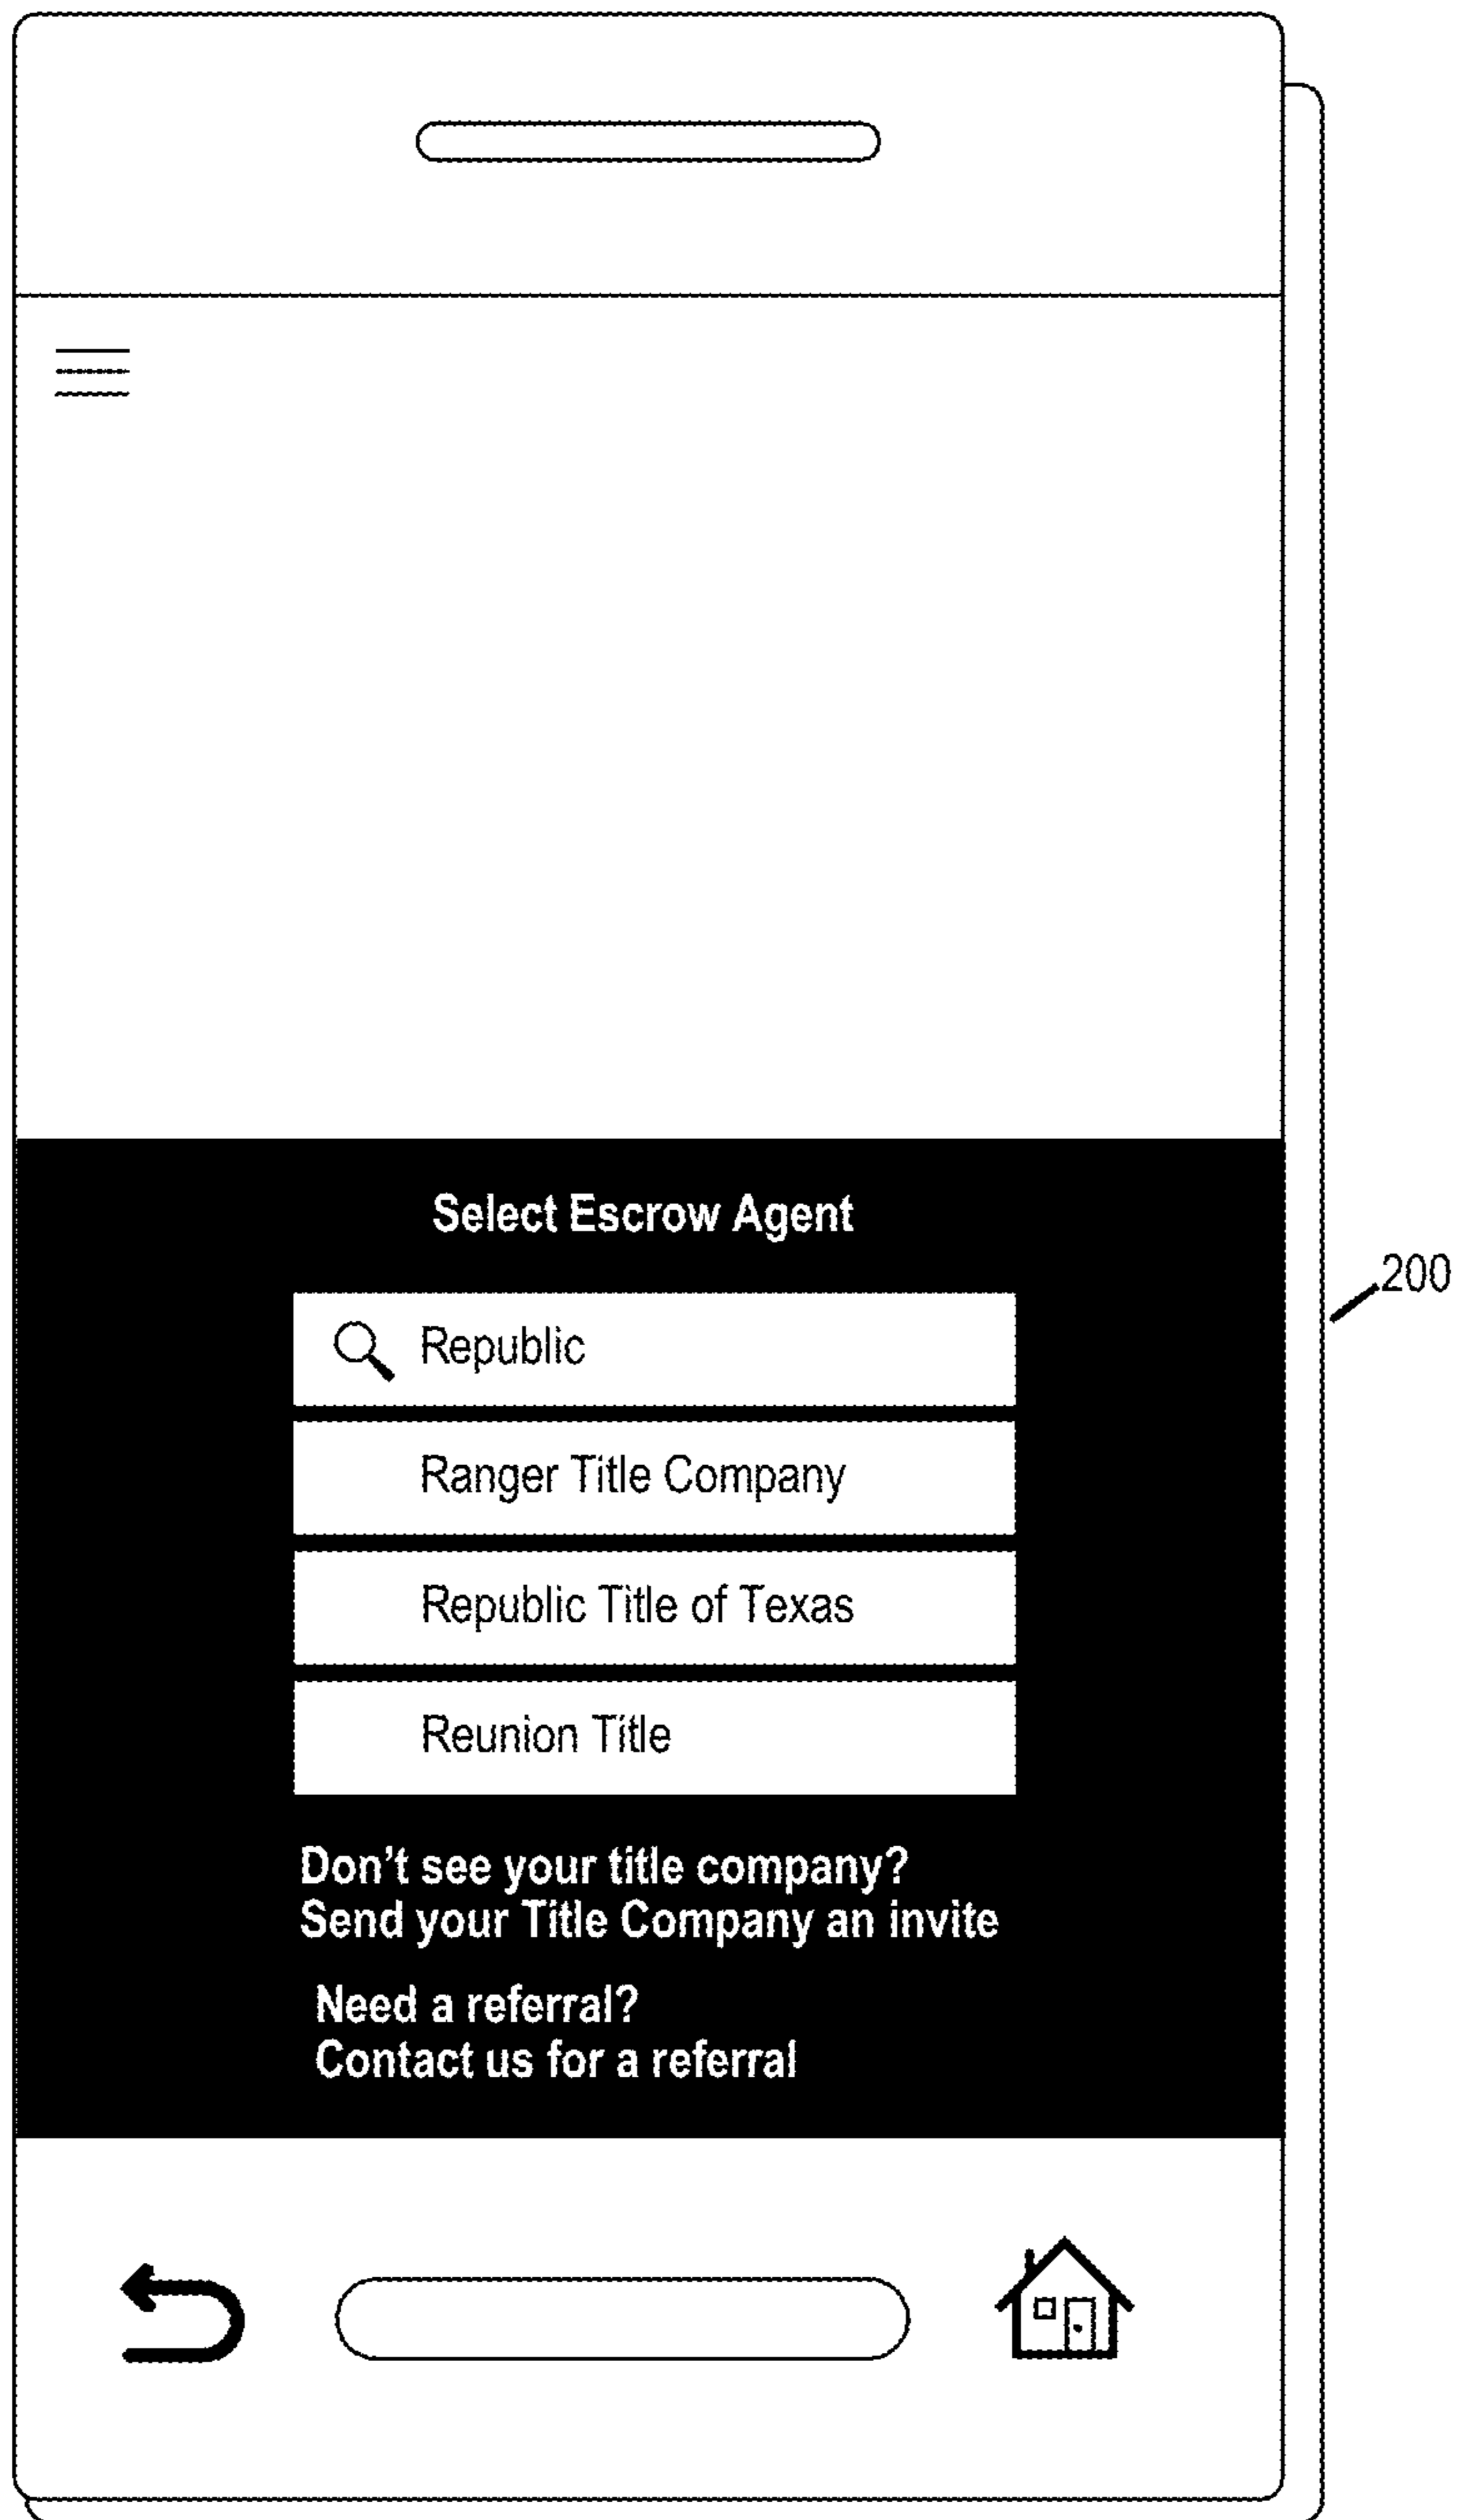 Select Escrow Agent
200
Republic
Ranger Title Company
Republic Title of Texas
Reunion Title
Don't see your title company?
Send your Title Company an invite
Need a referral?
Contact us for a referral